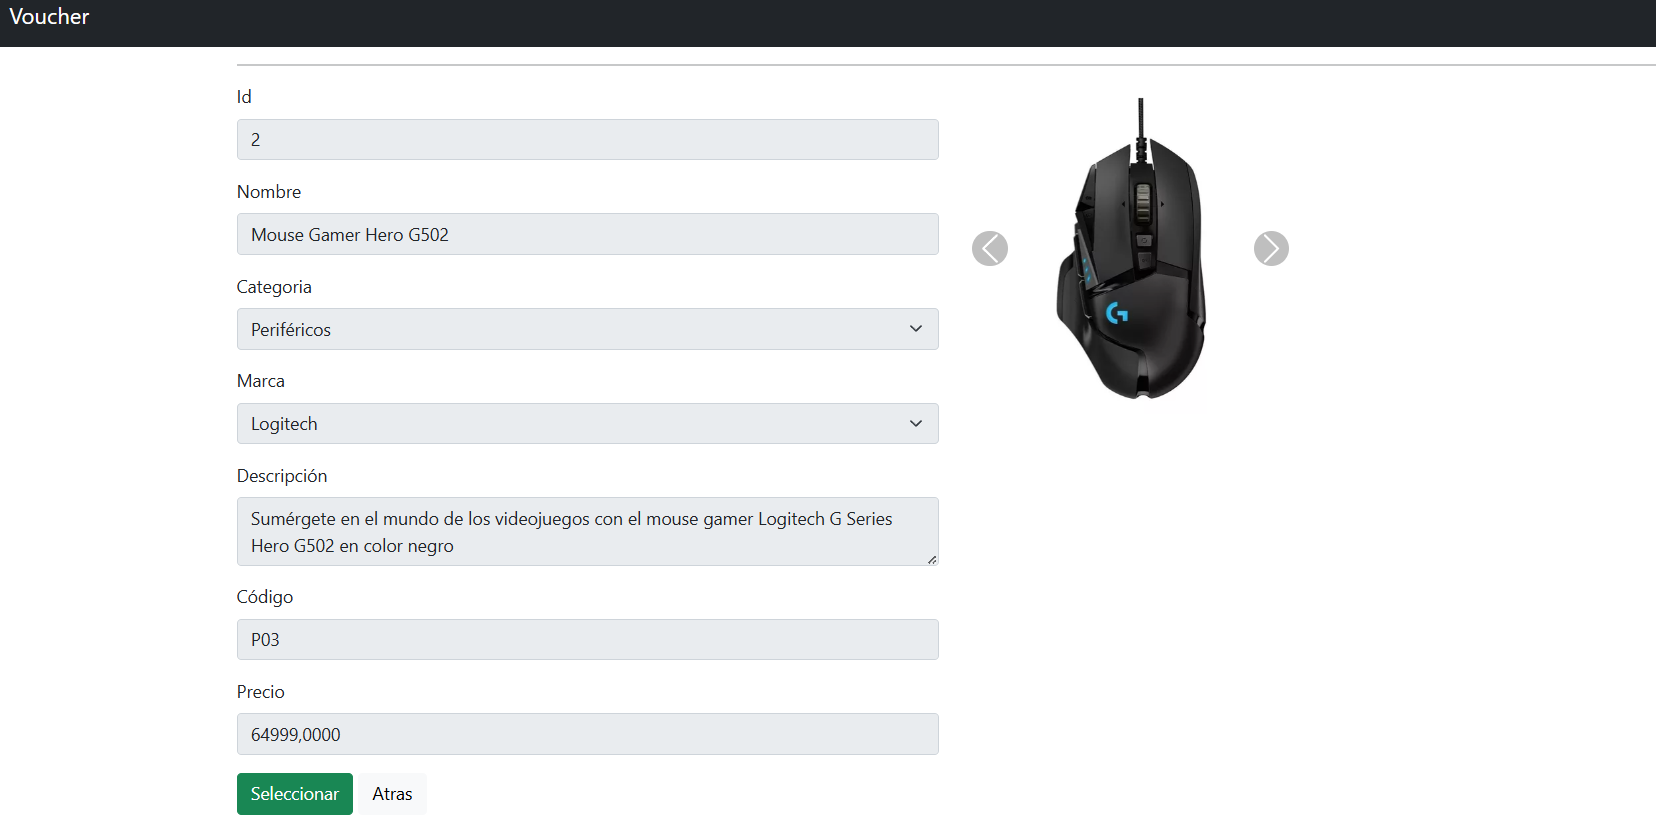 Voucher
Id
2
Nombre
Mouse Gamer Hero G502
Categoria
Periféricos
Marca
Logitech
Descripción
Sumérgete en el mundo de los videojuegos con el mouse gamer Logitech G Series
Hero G502 en color negro
Código
P03
Precio
64999,0000
Seleccionar
Atras